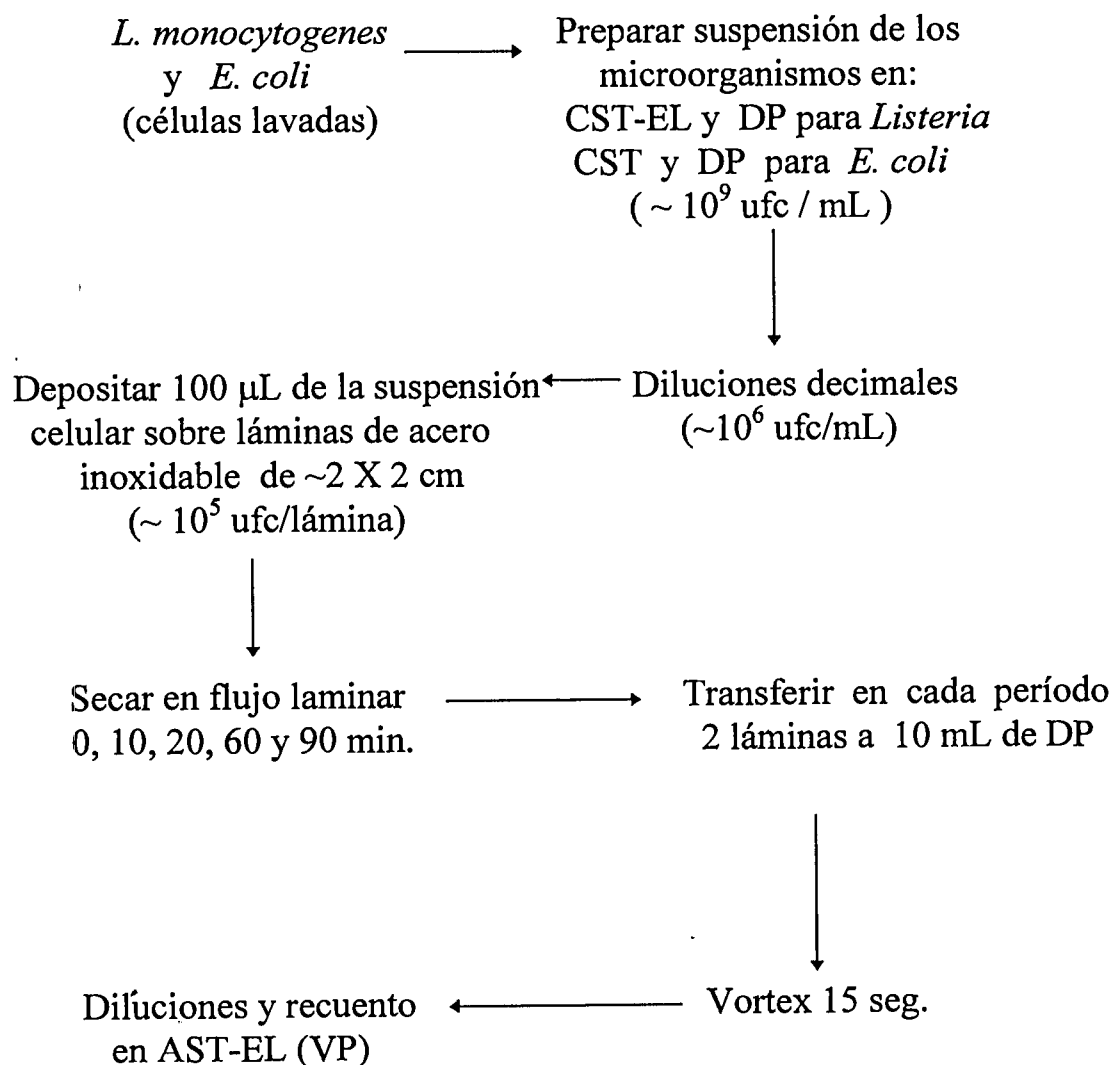 L. monocytogenes
y E. coli
(células lavadas)
Preparar suspensión de los
microorganismos en:
CST-EL y DP para Listeria
CST y DP para E. coli
( ~ 10⁹ ufc / mL )
Diluciones decimales
(~10⁶ ufc/mL)
Depositar 100 µL de la suspensión
celular sobre láminas de acero
inoxidable de ~2 X 2 cm
(~ 10⁵ ufc/lámina)
Secar en flujo laminar
0, 10, 20, 60 y 90 min.
Transferir en cada período
2 láminas a 10 mL de DP
Vortex 15 seg.
Diluciones y recuento
en AST-EL (VP)